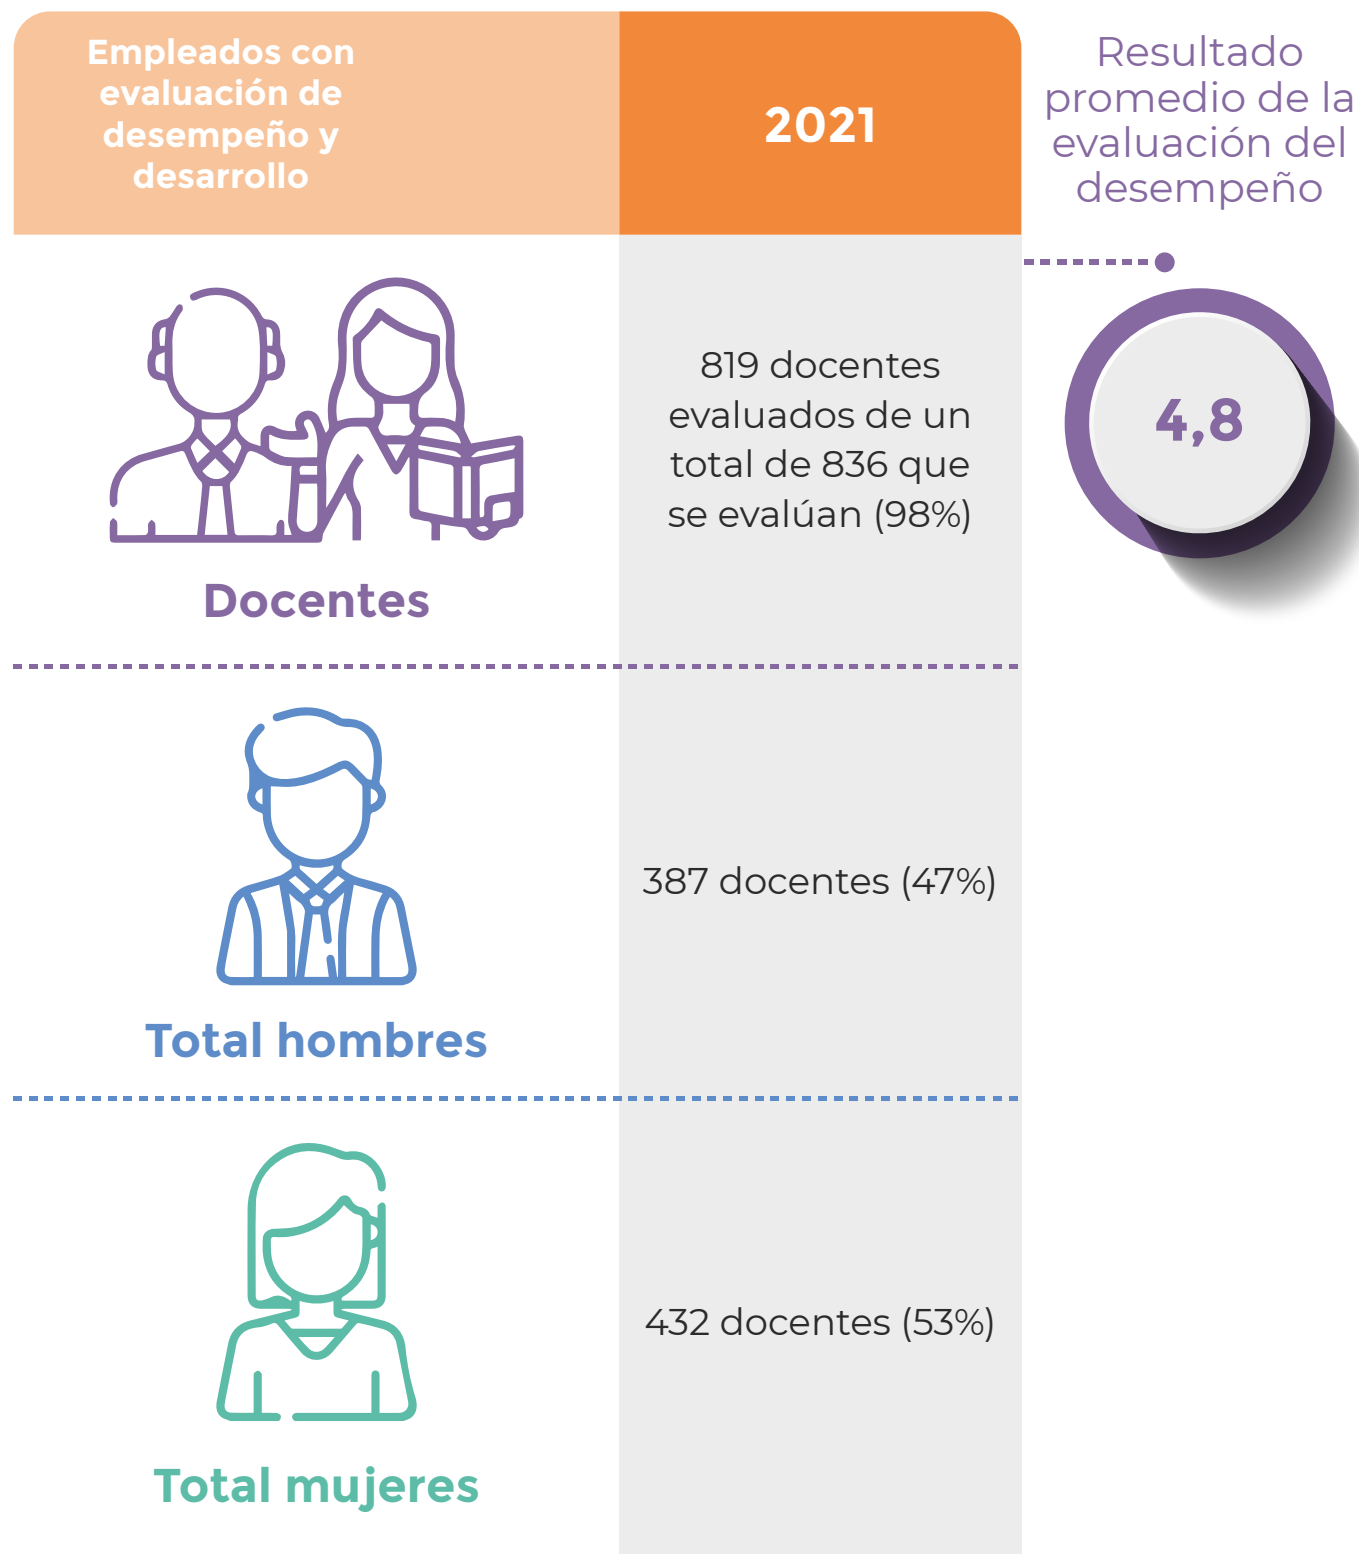 Empleados con
evaluación de
desempeño y
desarrollo
2021
Resultado
promedio de la
evaluación del
desempeño
819 docentes
evaluados de un
total de 836 que
se evalúan (98%)
4,8
Docentes
387 docentes (47%)
Total hombres
432 docentes (53%)
Total mujeres